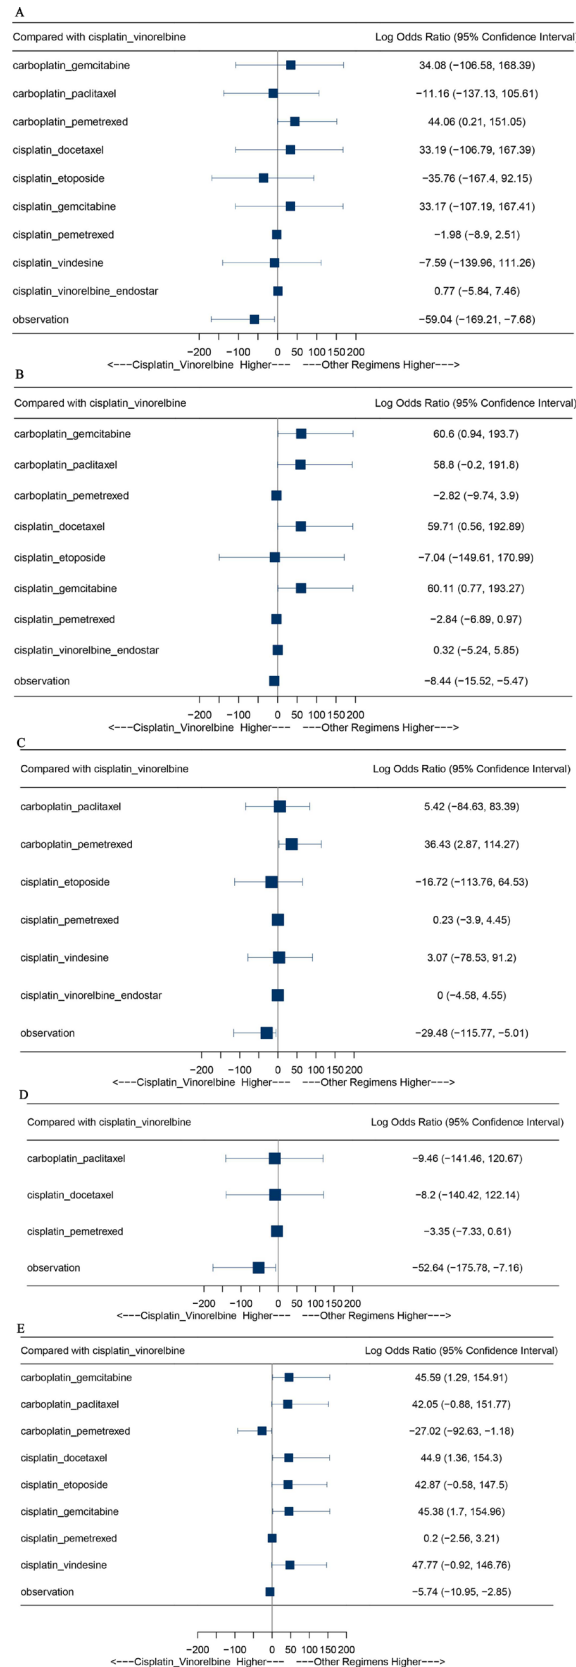 A
Compared with cisplatin_vinorelbine Log Odds Ratio (95% Confidence Interval)
carboplatin_gemcitabine 34.08 (−106.58, 168.39)
carboplatin_paclitaxel −11.16 (−137.13, 105.61)
carboplatin_pemetrexed 44.06 (0.21, 151.05)
cisplatin_docetaxel 33.19 (−106.79, 167.39)
cisplatin_etoposide −35.76 (−167.4, 92.15)
cisplatin_gemcitabine 33.17 (−107.19, 167.41)
cisplatin_pemetrexed −1.98 (−8.9, 2.51)
cisplatin_vindesine −7.59 (−139.96, 111.26)
cisplatin_vinorelbine_endostar 0.77 (−5.84, 7.46)
observation −59.04 (−169.21, −7.68)
−200 −100 0 50 100 150 200
<---Cisplatin_Vinorelbine Higher---- ---Other Regimens Higher--->
B
Compared with cisplatin_vinorelbine Log Odds Ratio (95% Confidence Interval)
carboplatin_gemcitabine 60.6 (0.94, 193.7)
carboplatin_paclitaxel 58.8 (−0.2, 191.8)
carboplatin_pemetrexed −2.82 (−9.74, 3.9)
cisplatin_docetaxel 59.71 (0.56, 192.89)
cisplatin_etoposide −7.04 (−149.61, 170.99)
cisplatin_gemcitabine 60.11 (0.77, 193.27)
cisplatin_pemetrexed −2.84 (−6.89, 0.97)
cisplatin_vinorelbine_endostar 0.32 (−5.24, 5.85)
observation −8.44 (−15.52, −5.47)
−200 −100 0 50 100 150 200
<---Cisplatin_Vinorelbine Higher---- ---Other Regimens Higher--->
C
Compared with cisplatin_vinorelbine Log Odds Ratio (95% Confidence Interval)
carboplatin_paclitaxel 5.42 (−84.63, 83.39)
carboplatin_pemetrexed 36.43 (2.87, 114.27)
cisplatin_etoposide −16.72 (−113.76, 64.53)
cisplatin_pemetrexed 0.23 (−3.9, 4.45)
cisplatin_vindesine 3.07 (−78.53, 91.2)
cisplatin_vinorelbine_endostar 0 (−4.58, 4.55)
observation −29.48 (−115.77, −5.01)
−200 −100 0 50 100 150 200
<---Cisplatin_Vinorelbine Higher---- ---Other Regimens Higher--->
D
Compared with cisplatin_vinorelbine Log Odds Ratio (95% Confidence Interval)
carboplatin_paclitaxel −9.46 (−141.46, 120.67)
cisplatin_docetaxel −8.2 (−140.42, 122.14)
cisplatin_pemetrexed −3.35 (−7.33, 0.61)
observation −52.64 (−175.78, −7.16)
−200 −100 0 50 100 150 200
<---Cisplatin_Vinorelbine Higher---- ---Other Regimens Higher--->
E
Compared with cisplatin_vinorelbine Log Odds Ratio (95% Confidence Interval)
carboplatin_gemcitabine 45.59 (1.29, 154.91)
carboplatin_paclitaxel 42.05 (−0.88, 151.77)
carboplatin_pemetrexed −27.02 (−92.63, −1.18)
cisplatin_docetaxel 44.9 (1.36, 154.3)
cisplatin_etoposide 42.87 (−0.58, 147.5)
cisplatin_gemcitabine 45.38 (1.7, 154.96)
cisplatin_pemetrexed 0.2 (−2.56, 3.21)
cisplatin_vindesine 47.77 (−0.92, 146.76)
observation −5.74 (−10.95, −2.85)
−200 −100 0 50 100 150 200
<---Cisplatin_Vinorelbine Higher---- ---Other Regimens Higher--->